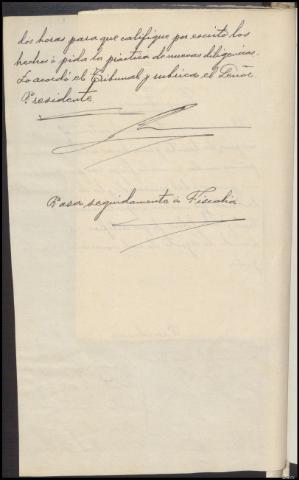 dos horas para que califique por escrito los
hechos ó pida la práctica de nuevas diligencias.
Lo acordó el Tribunal y rubrica el Señor
Presidente.
Pasa seguidamente á Fiscalía